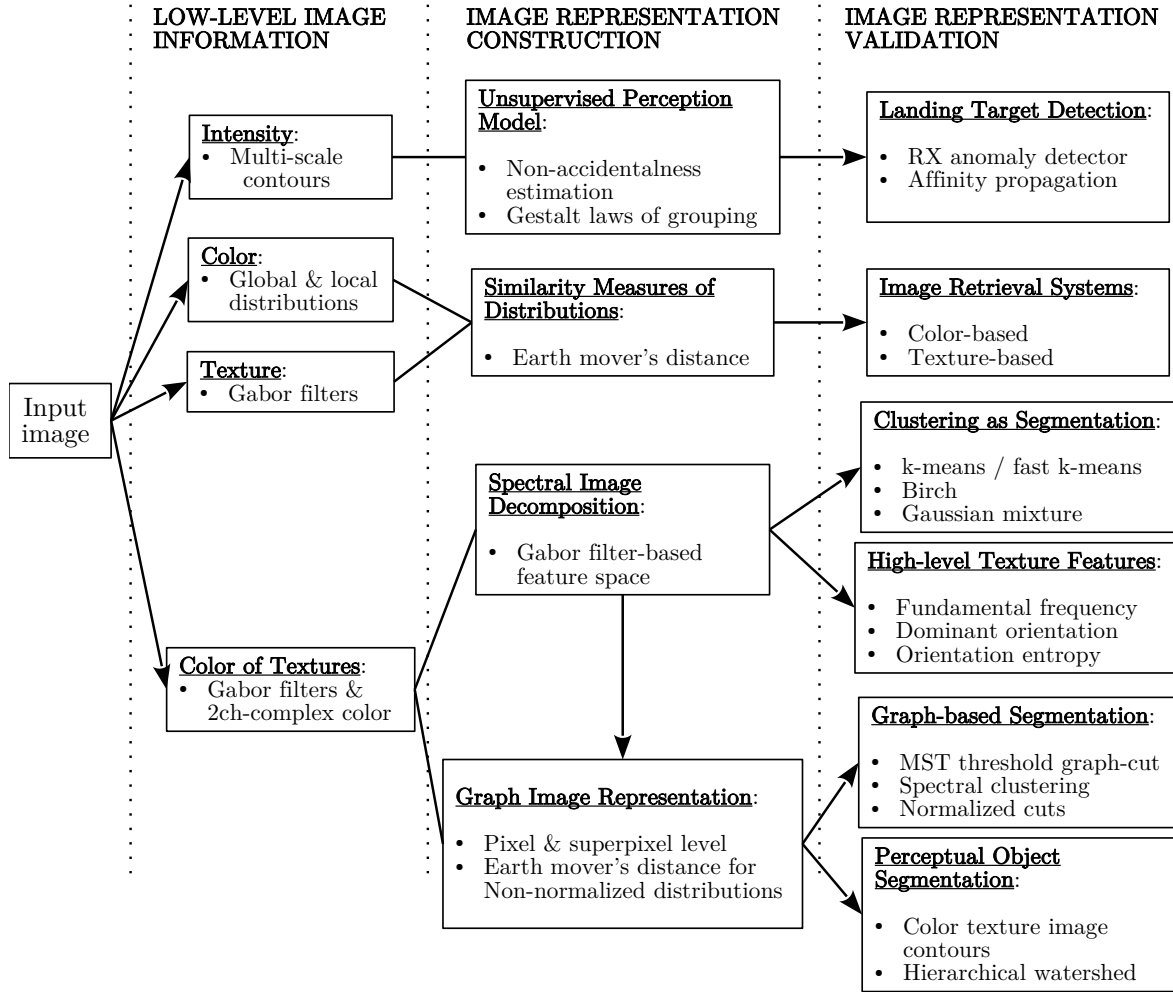 LOW-LEVEL IMAGE
INFORMATION
IMAGE REPRESENTATION
CONSTRUCTION
IMAGE REPRESENTATION
VALIDATION
Input
image
Intensity:
• Multi-scale
contours
Color:
• Global & local
distributions
Texture:
• Gabor filters
Color of Textures:
• Gabor filters &
2ch-complex color
Unsupervised Perception
Model:
• Non-accidentalness
estimation
• Gestalt laws of grouping
Similarity Measures of
Distributions:
• Earth mover's distance
Spectral Image
Decomposition:
• Gabor filter-based
feature space
Graph Image Representation:
• Pixel & superpixel level
• Earth mover's distance for
Non-normalized distributions
Landing Target Detection:
• RX anomaly detector
• Affinity propagation
Image Retrieval Systems:
• Color-based
• Texture-based
Clustering as Segmentation:
• k-means / fast k-means
• Birch
• Gaussian mixture
High-level Texture Features:
• Fundamental frequency
• Dominant orientation
• Orientation entropy
Graph-based Segmentation:
• MST threshold graph-cut
• Spectral clustering
• Normalized cuts
Perceptual Object
Segmentation:
• Color texture image
contours
• Hierarchical watershed